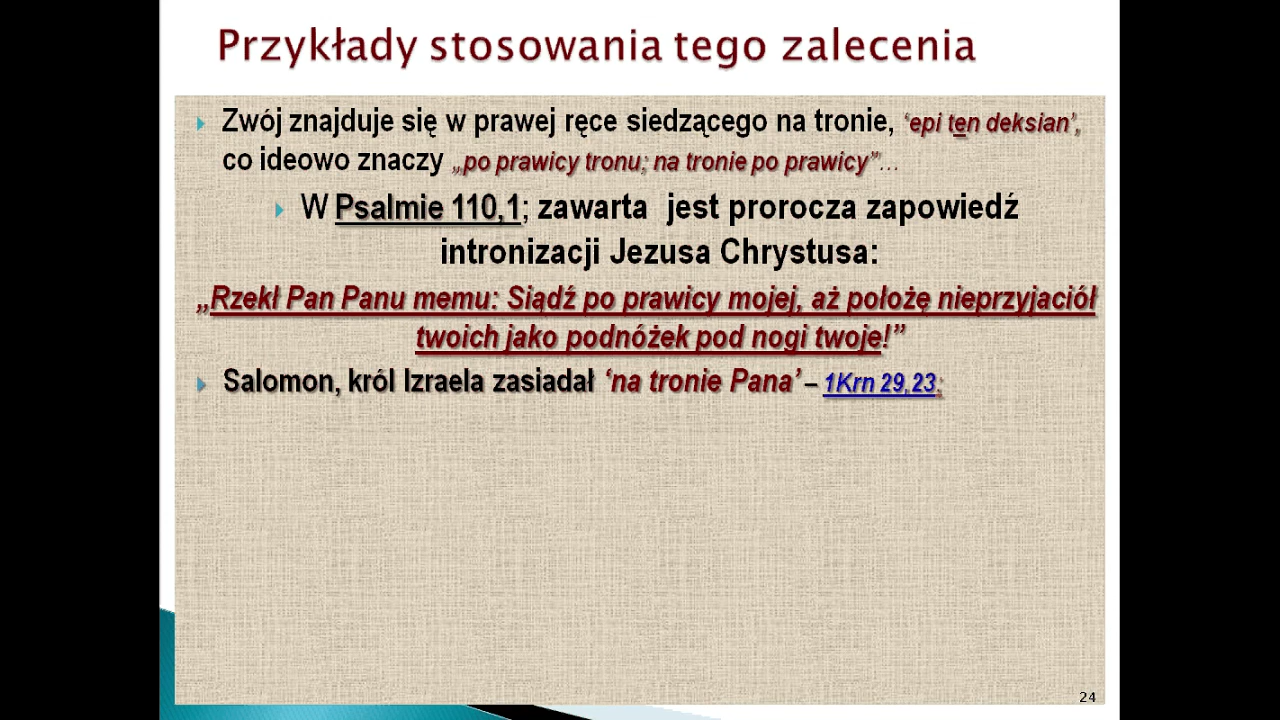 Przykłady stosowania tego zalecenia
Zwój znajduje się w prawej ręce siedzącego na tronie, ‘epi ten deksian’,
co ideowo znaczy „po prawicy tronu; na tronie po prawicy”…
W Psalmie 110,1; zawarta jest prorocza zapowiedź
intronizacji Jezusa Chrystusa:
„Rzekł Pan Panu memu: Siądź po prawicy mojej, aż położę nieprzyjaciół
twoich jako podnóżek pod nogi twoje!”
Salomon, król Izraela zasiadał ‘na tronie Pana’ – 1Krn 29,23;
24